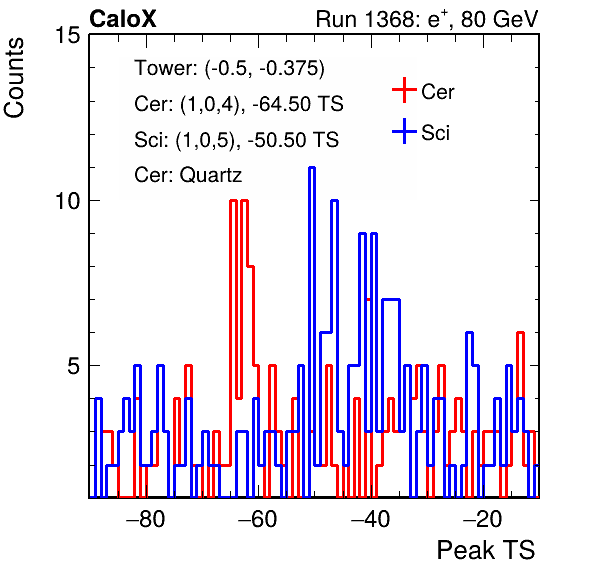 CaloX Run 1368: e⁺, 80 GeV
Counts
15
10
5
Tower: (-0.5, -0.375)
Cer: (1,0,4), -64.50 TS
Sci: (1,0,5), -50.50 TS
Cer: Quartz
Cer
Sci
−80 −60 −40 −20
Peak TS